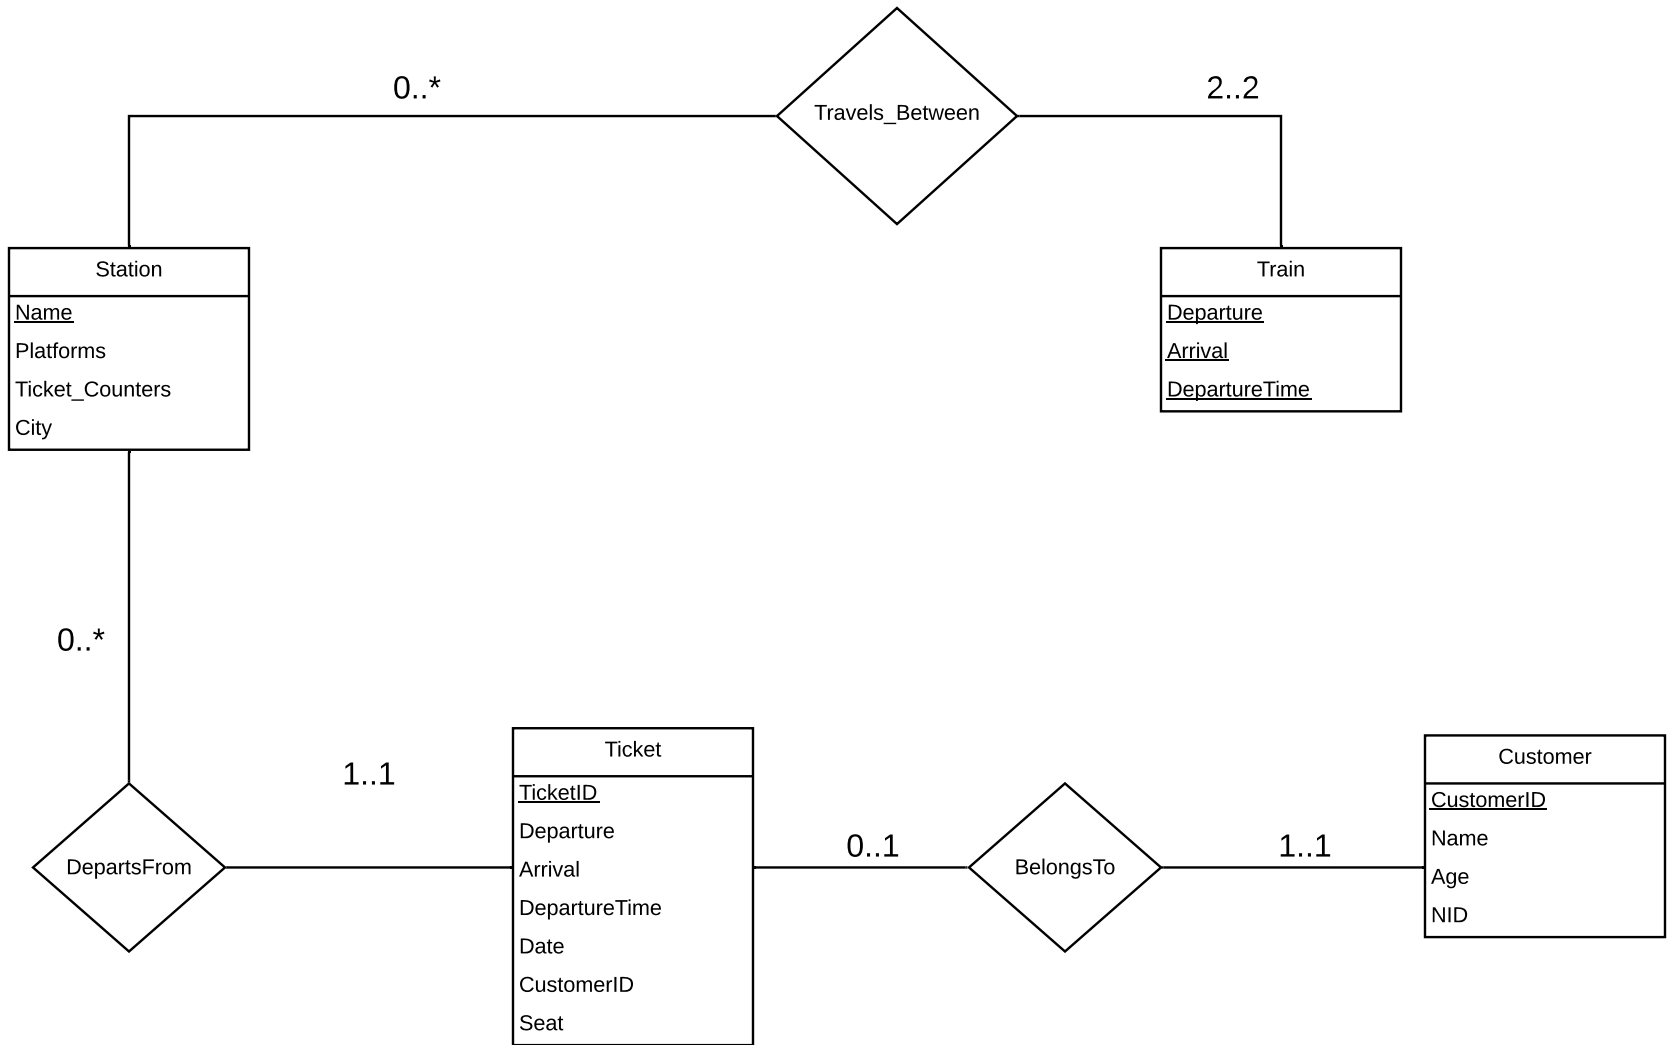 0..*
2..2
Travels_Between
Station
Name
Platforms
Ticket_Counters
City
Train
Departure
Arrival
DepartureTime
0..*
1..1
DepartsFrom
Ticket
TicketID
Departure
Arrival
DepartureTime
Date
CustomerID
Seat
0..1
BelongsTo
1..1
Customer
CustomerID
Name
Age
NID